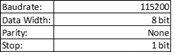 Baudrate: 115200
Data Width: 8 bit
Parity: None
Stop: 1 bit